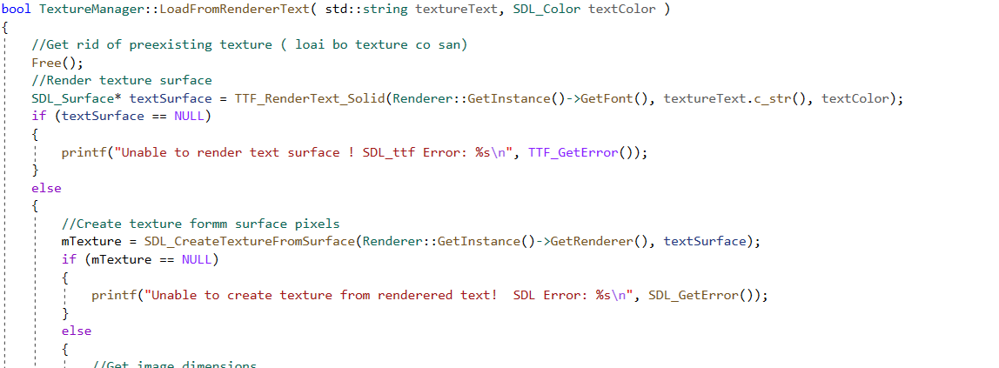 bool TextureManager::LoadFromRendererText( std::string textureText, SDL_Color textColor )
{
//Get rid of preexisting texture ( loai bo texture co san)
Free();
//Render texture surface
SDL_Surface* textSurface = TTF_RenderText_Solid(Renderer::GetInstance()->GetFont(), textureText.c_str(), textColor);
if (textSurface == NULL)
{
printf("Unable to render text surface ! SDL_ttf Error: %s\n", TTF_GetError());
}
else
{
//Create texture formm surface pixels
mTexture = SDL_CreateTextureFromSurface(Renderer::GetInstance()->GetRenderer(), textSurface);
if (mTexture == NULL)
{
printf("Unable to create texture from renderered text!  SDL Error: %s\n", SDL_GetError());
}
else
{
//Get image dimensions